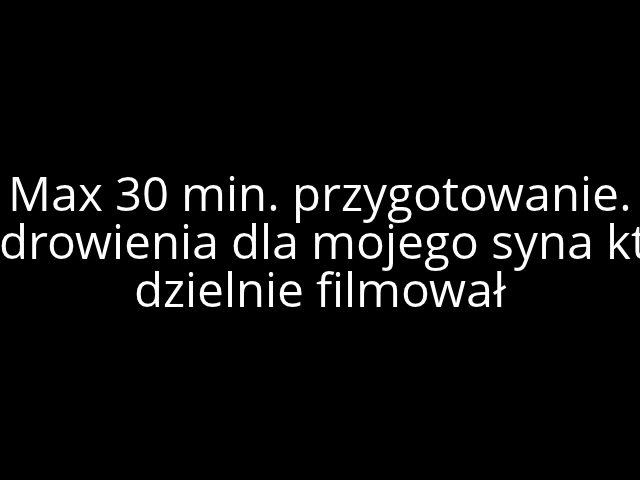 Max 30 min. przygotowanie.
drowienia dla mojego syna kt
dzielnie filmował